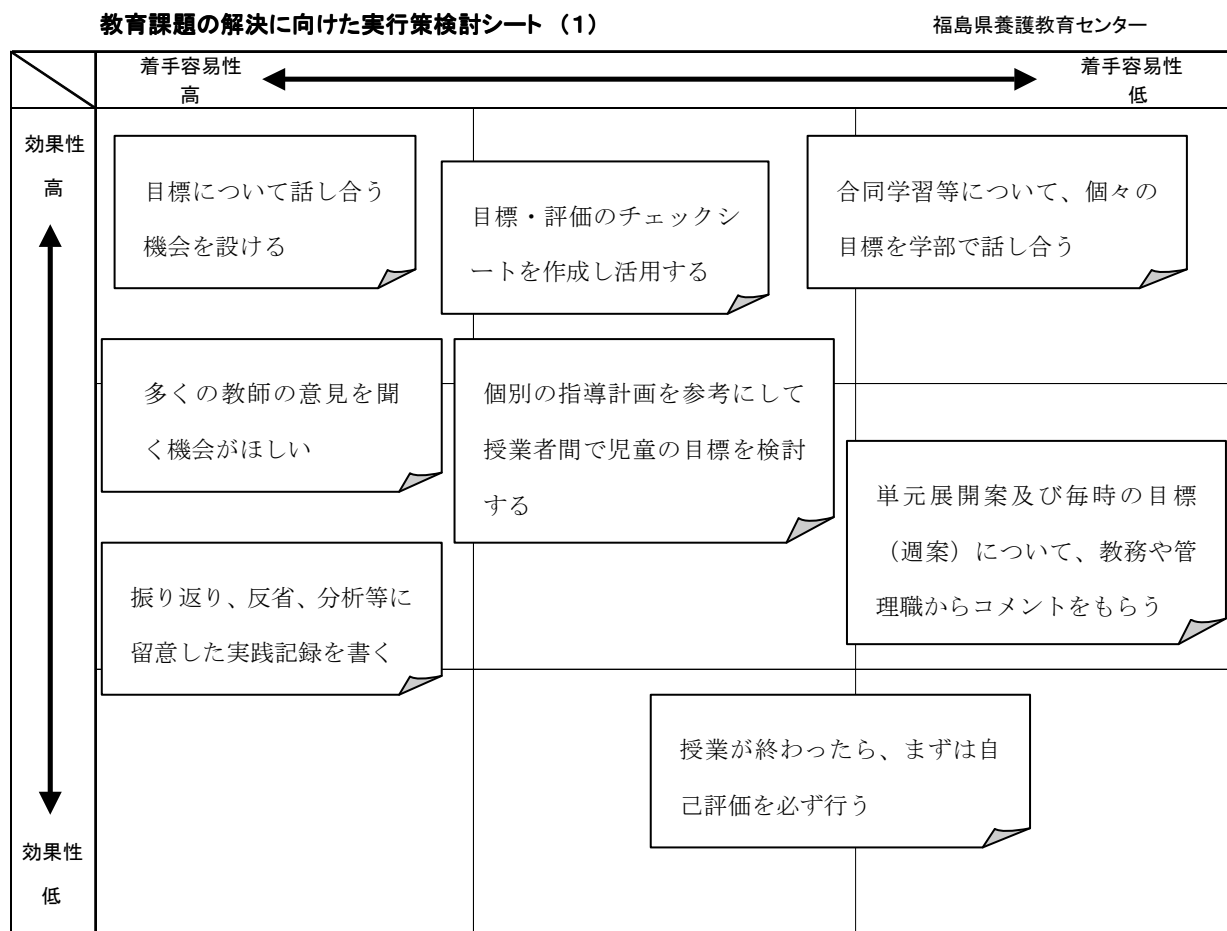 教育課題の解決に向けた実行策検討シート（1）
福島県養護教育センター
着手容易性
高
着手容易性
低
効果性
高
目標について話し合う
機会を設ける
目標・評価のチェックシ
ートを作成し活用する
合同学習等について、個々の
目標を学部で話し合う
多くの教師の意見を聞
く機会がほしい
個別の指導計画を参考にして
授業者間で児童の目標を検討
する
単元展開案及び毎時の目標
（週案）について、教務や管
理職からコメントをもらう
振り返り、反省、分析等に
留意した実践記録を書く
授業が終わったら、まずは自
己評価を必ず行う
効果性
低